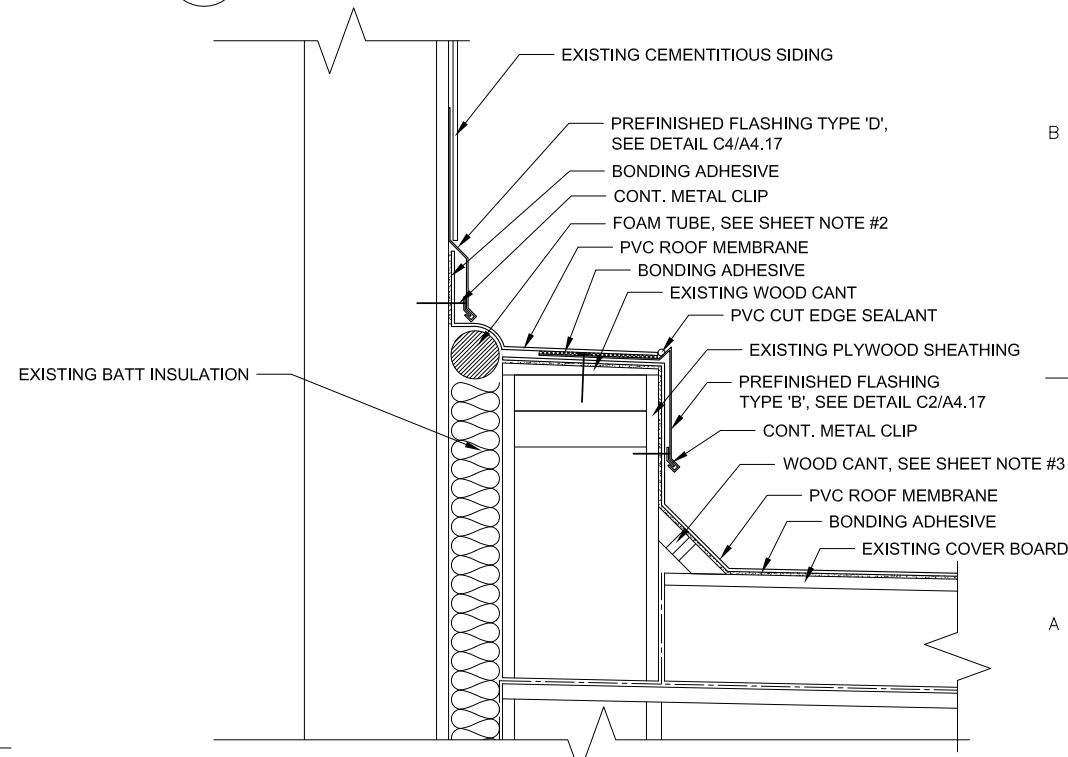 EXISTING CEMENTITIOUS SIDING
PREFINISHED FLASHING TYPE 'D',
SEE DETAIL C4/A4.17
B
BONDING ADHESIVE
CONT. METAL CLIP
FOAM TUBE, SEE SHEET NOTE #2
PVC ROOF MEMBRANE
BONDING ADHESIVE
EXISTING WOOD CANT
PVC CUT EDGE SEALANT
EXISTING PLYWOOD SHEATHING
EXISTING BATT INSULATION
PREFINISHED FLASHING
TYPE 'B', SEE DETAIL C2/A4.17
CONT. METAL CLIP
WOOD CANT, SEE SHEET NOTE #3
PVC ROOF MEMBRANE
BONDING ADHESIVE
EXISTING COVER BOARD
A